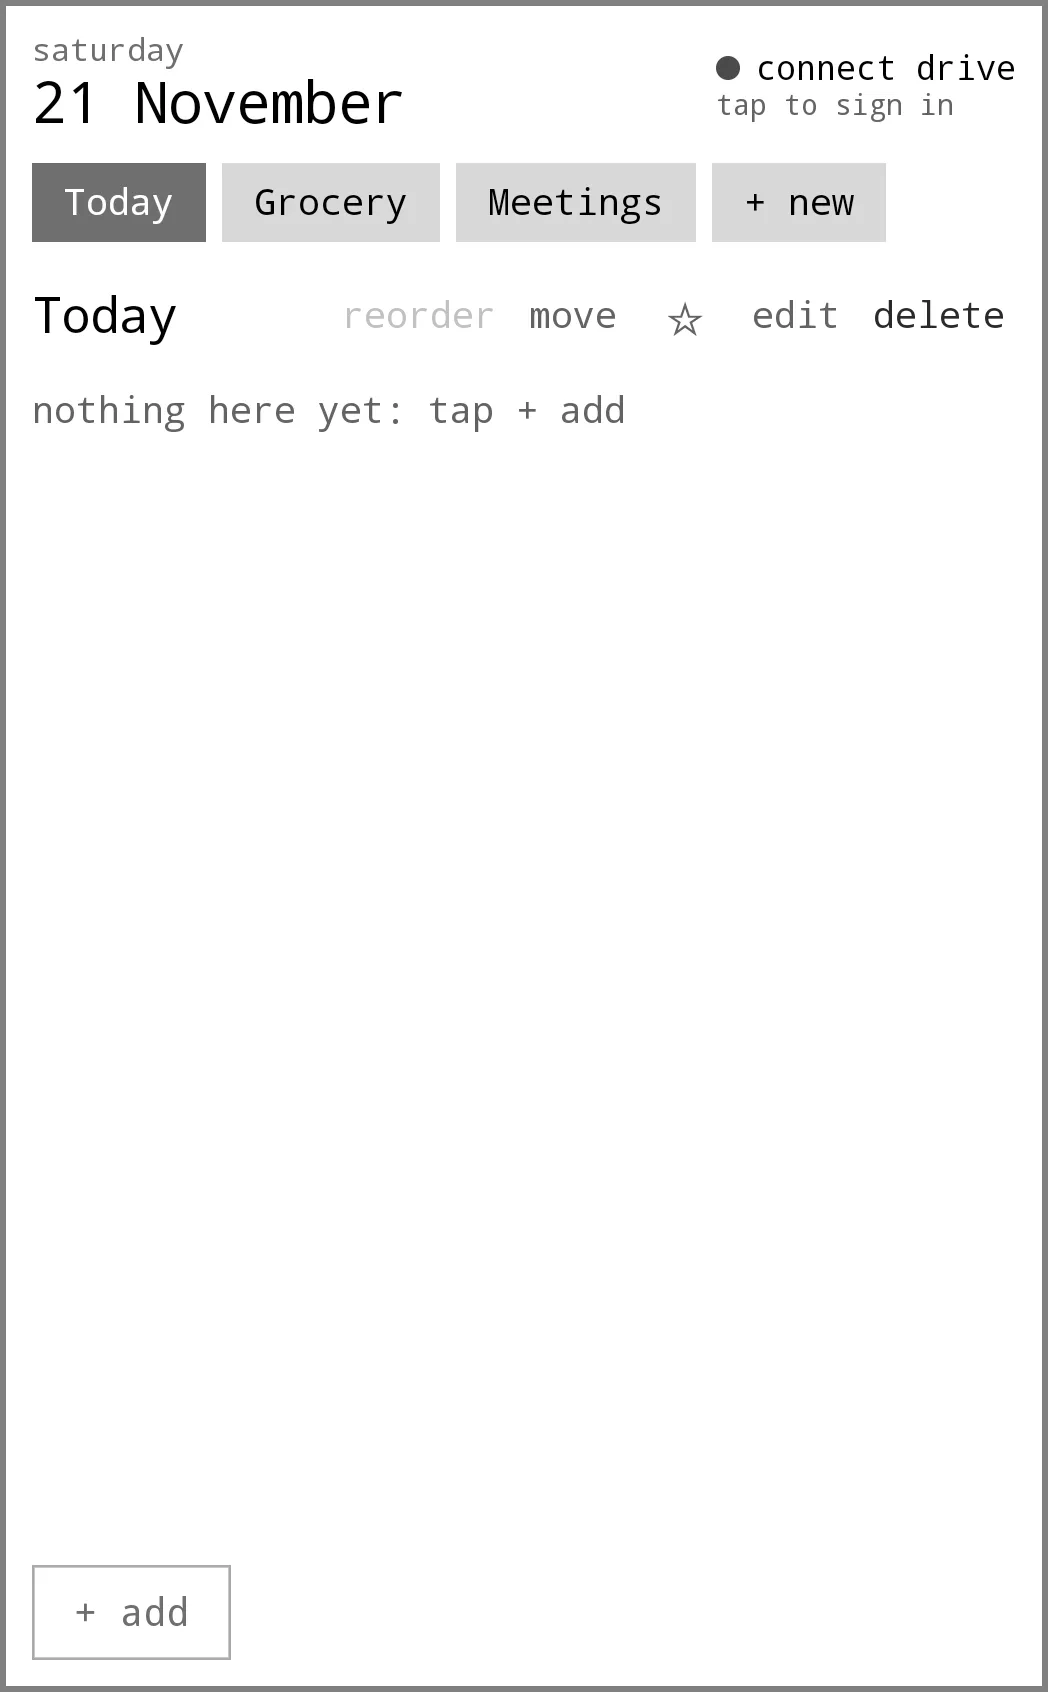 saturday
21 November
● connect drive
tap to sign in
Today Grocery Meetings + new
Today reorder move ☆ edit delete
nothing here yet: tap + add
+ add